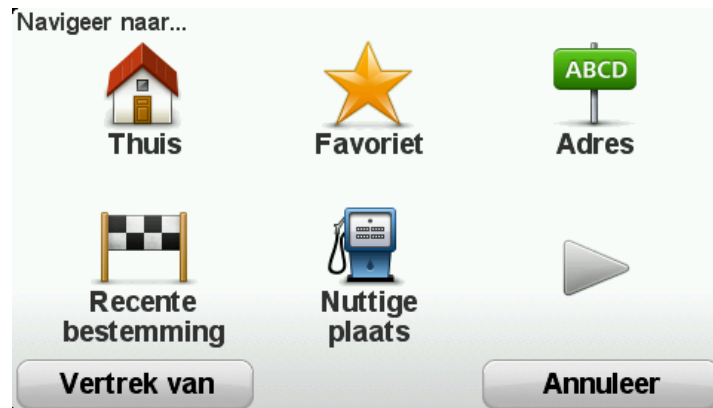 Navigeer naar...
ABCD
Thuis
Favoriet
Adres
Recente
bestemming
Nuttige
plaats
Vertrek van
Annuleer